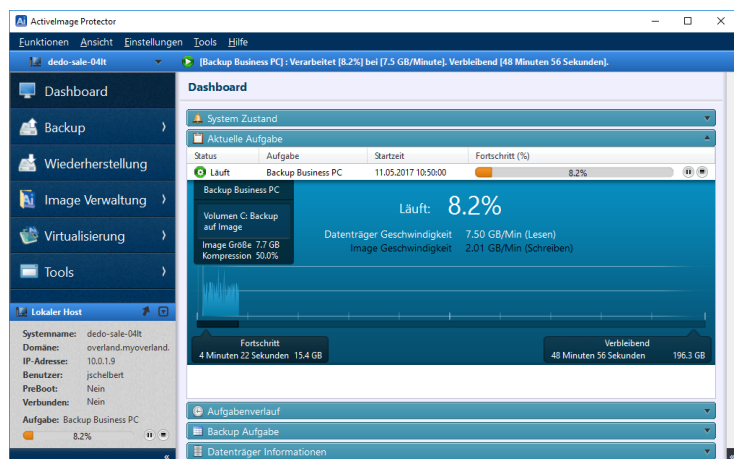 Ai ActiveImage Protector
Funktionen Ansicht Einstellungen Tools Hilfe
dedo-sale-04lt
[Backup Business PC] : Verarbeitet [8.2%] bei [7.5 GB/Minute]. Verbleibend [48 Minuten 56 Sekunden].
Dashboard
Backup
Wiederherstellung
Ai Image Verwaltung
Virtualisierung
Tools
Lokaler Host
Systemname: dedo-sale-04lt
Domäne: overland.myoverland.
IP-Adresse: 10.0.1.9
Benutzer: jschelbert
PreBoot: Nein
Verbunden: Nein
Aufgabe: Backup Business PC
8.2%
Dashboard
System Zustand
Aktuelle Aufgabe
Status Aufgabe Startzeit Fortschritt (%)
Läuft Backup Business PC 11.05.2017 10:50:00 8.2%
Backup Business PC
Volumen C: Backup
auf Image
Image Größe 7.7 GB
Kompression 50.0%
Läuft: 8.2%
Datenträger Geschwindigkeit 7.50 GB/Min (Lesen)
Image Geschwindigkeit 2.01 GB/Min (Schreiben)
Fortschritt
4 Minuten 22 Sekunden 15.4 GB
Verbleibend
48 Minuten 56 Sekunden 196.3 GB
Aufgabenverlauf
Backup Aufgabe
Datenträger Informationen